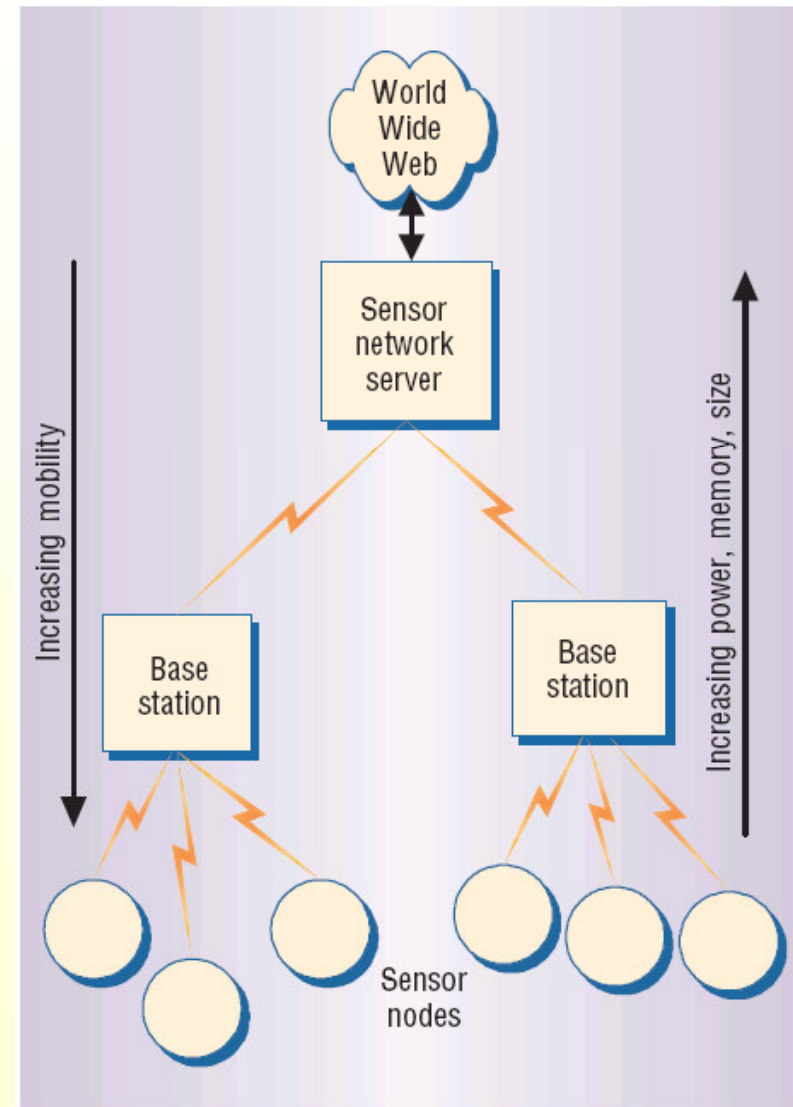 World
Wide
Web
Sensor
network
server
Increasing mobility
Increasing power, memory, size
Base
station
Base
station
Sensor
nodes